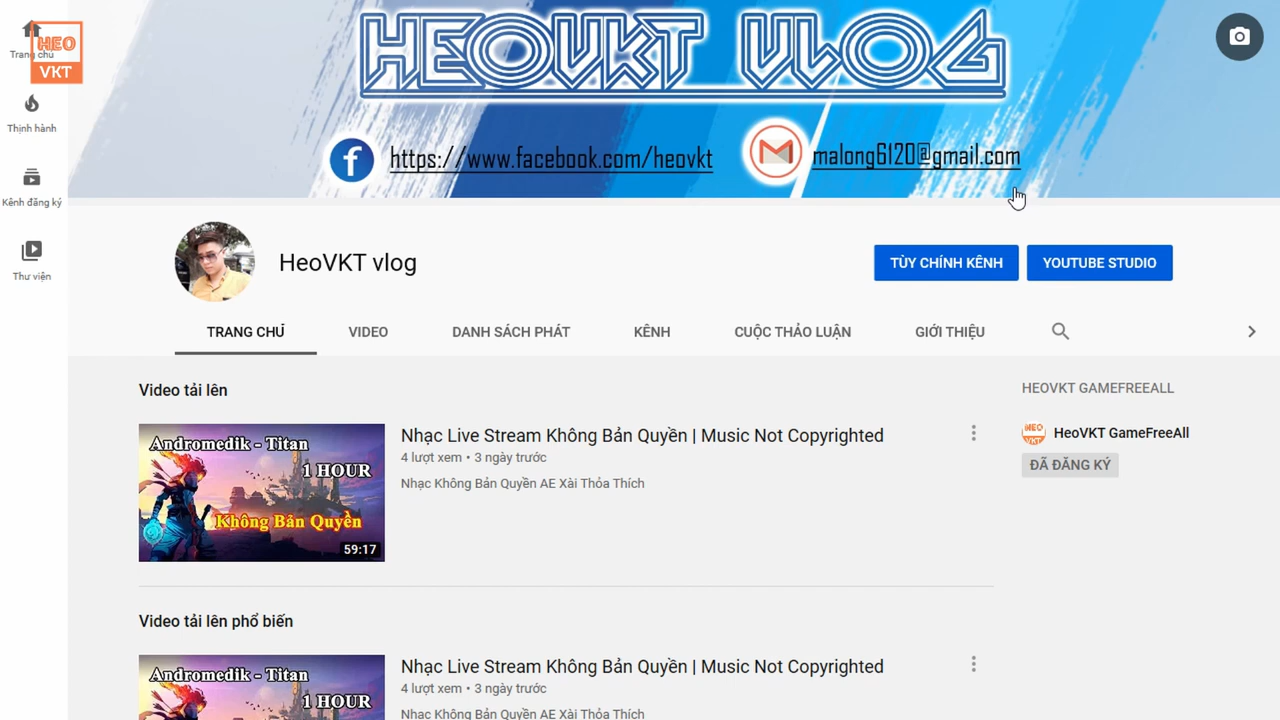 HEOVKT VLOG
https://www.facebook.com/heovkt
malong6120@gmail.com
HEO
VKT
Trang chủ
Thịnh hành
Kênh đăng ký
Thư viện
HeoVKT vlog
TÙY CHỈNH KÊNH
YOUTUBE STUDIO
TRANG CHỦ
VIDEO
DANH SÁCH PHÁT
KÊNH
CUỘC THẢO LUẬN
GIỚI THIỆU
Video tải lên
Andromedik - Titan
1 HOUR
Không Bản Quyền
59:17
Nhạc Live Stream Không Bản Quyền | Music Not Copyrighted
4 lượt xem • 3 ngày trước
Nhạc Không Bản Quyền AE Xài Thỏa Thích
HEOVKT GAMEFREEALL
HEO
VKT
HeoVKT GameFreeAll
ĐÃ ĐĂNG KÝ
Video tải lên phổ biến
Andromedik - Titan
1 HOUR
Nhạc Live Stream Không Bản Quyền | Music Not Copyrighted
4 lượt xem • 3 ngày trước
Nhạc Không Bản Quyền AE Xài Thỏa Thích